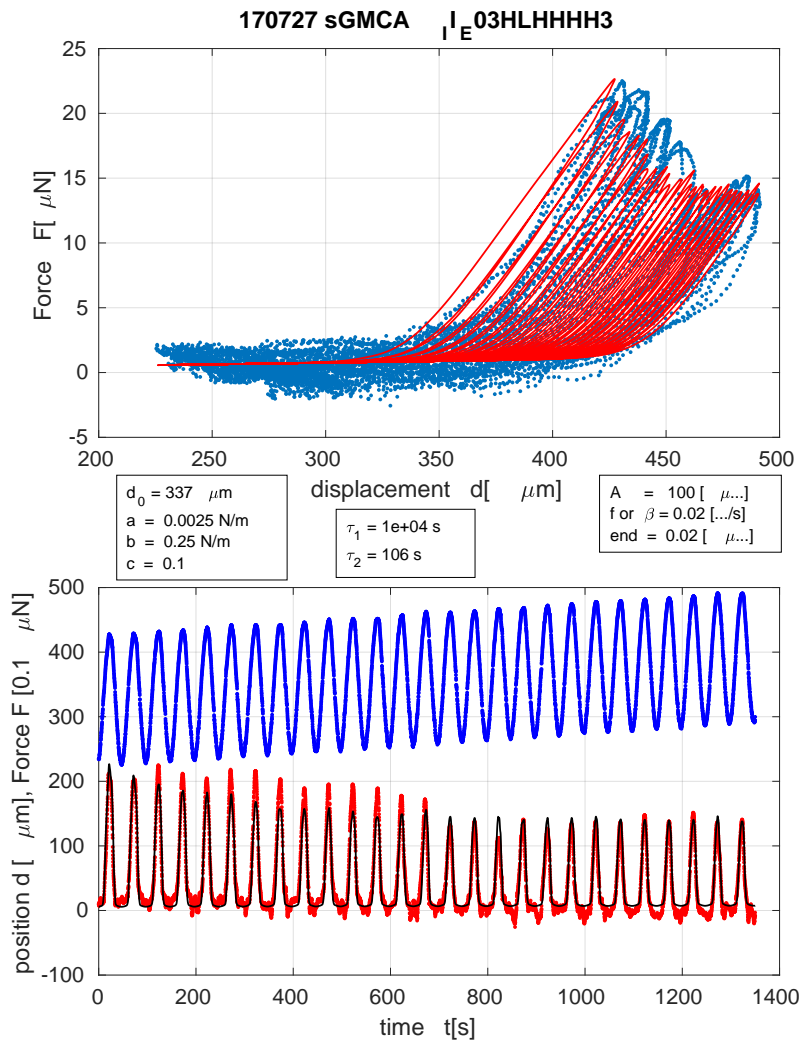 170727 sGMCA IIE03HLHHHH3
25
20
15
10
5
0
-5
Force F[ μN]
200 250 300 350 400 450 500
displacement d[ μm]
d0 = 337 μm
a = 0.0025 N/m
b = 0.25 N/m
c = 0.1
τ1 = 1e+04 s
τ2 = 106 s
A = 100 [ μ...]
f or β = 0.02 [.../s]
end = 0.02 [ μ...]
500
400
300
200
100
0
-100
position d [ μm], Force F [0.1 μN]
0 200 400 600 800 1000 1200 1400
time t[s]